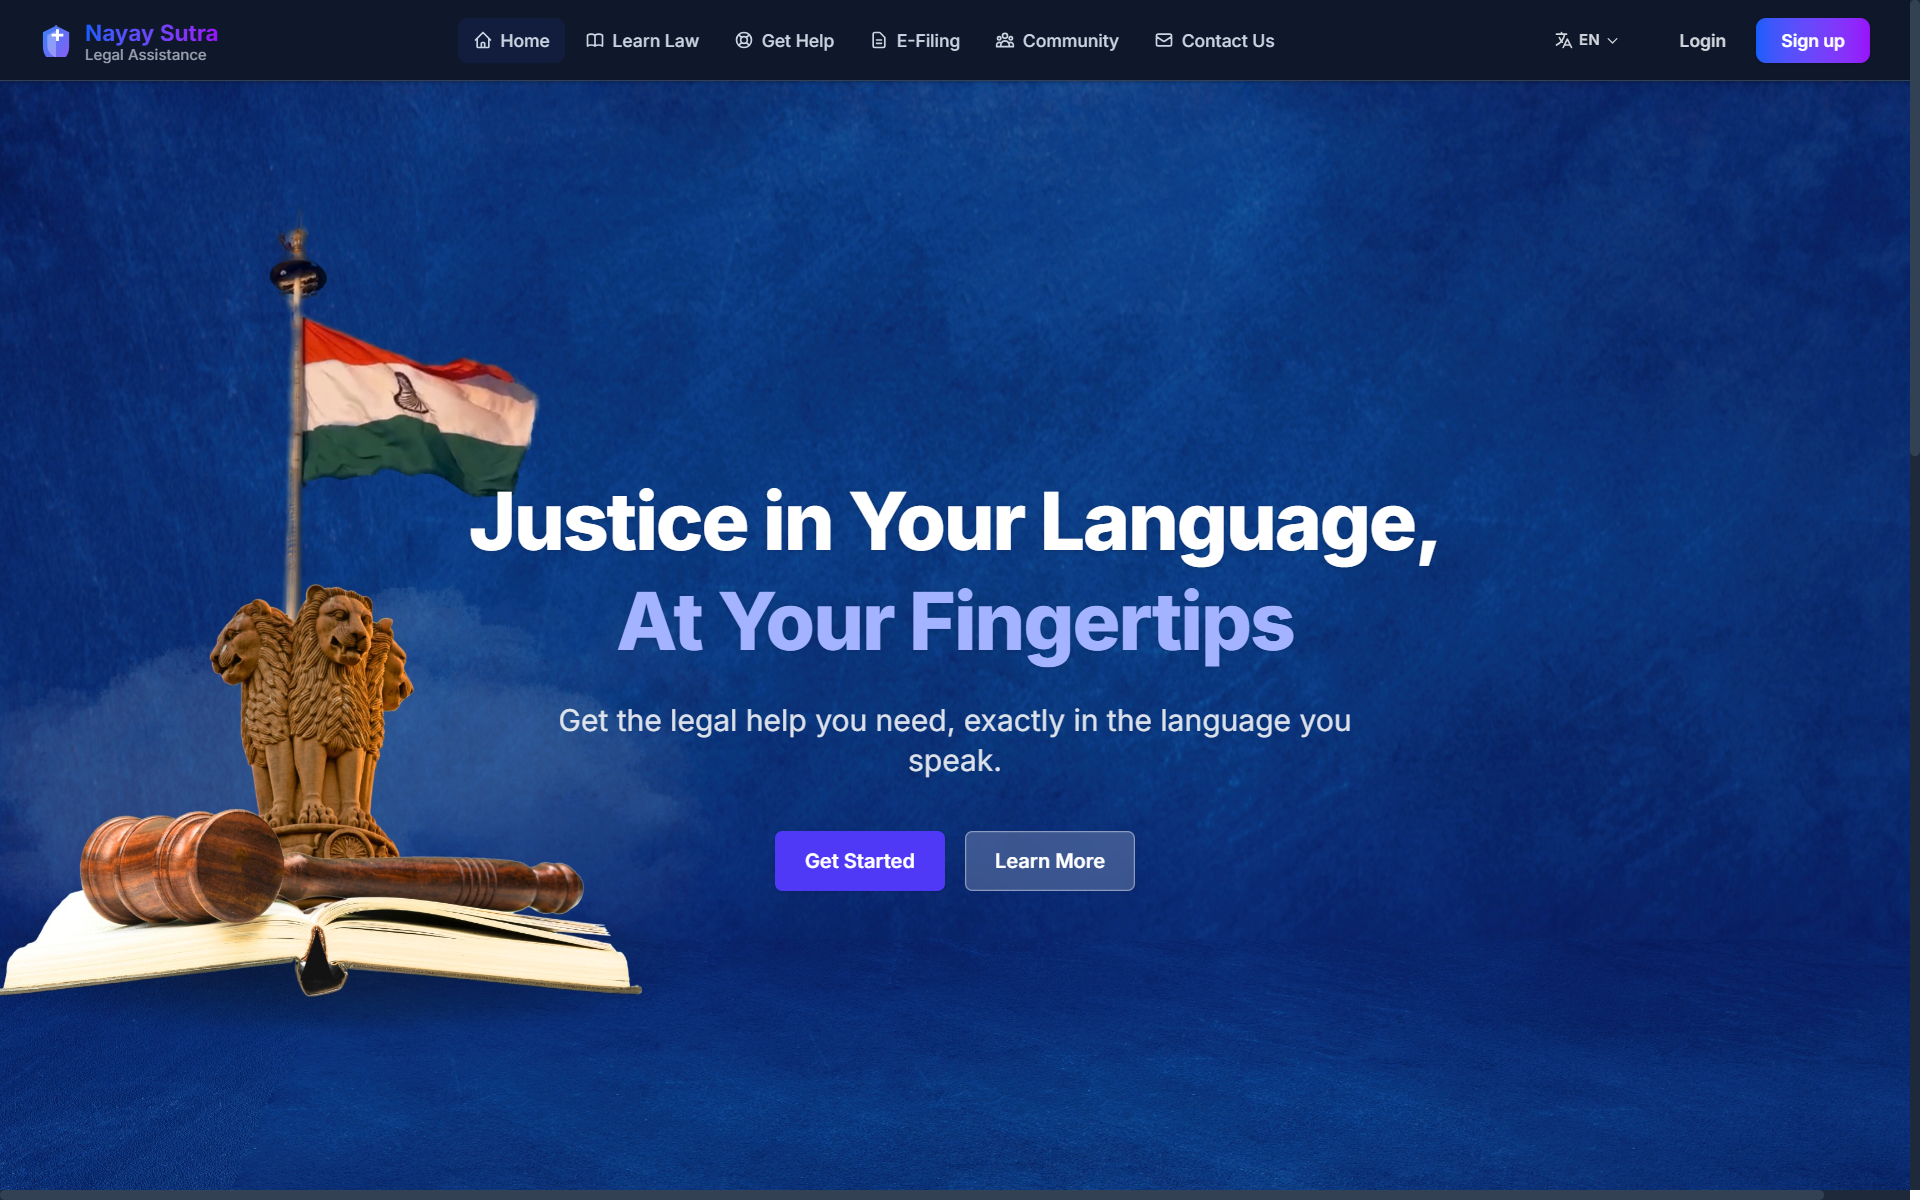 Nayay Sutra
Legal Assistance
Home
Learn Law
Get Help
E-Filing
Community
Contact Us
EN
Login
Sign up
Justice in Your Language,
At Your Fingertips
Get the legal help you need, exactly in the language you
speak.
Get Started
Learn More